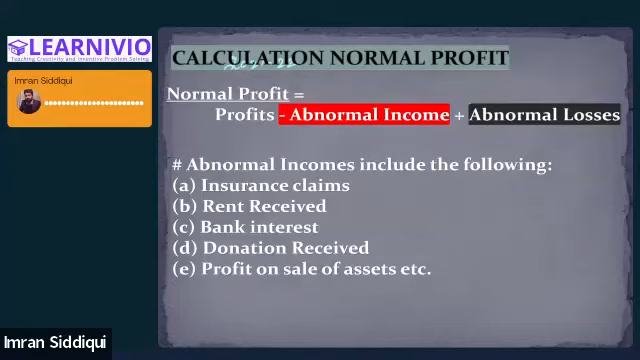 LEARNIVIO
Teaching Creativity and Inventive Problem Solving
Imran Siddiqui
CALCULATION NORMAL PROFIT
Normal Profit =
Profits - Abnormal Income + Abnormal Losses
# Abnormal Incomes include the following:
(a) Insurance claims
(b) Rent Received
(c) Bank interest
(d) Donation Received
(e) Profit on sale of assets etc.
Imran Siddiqui